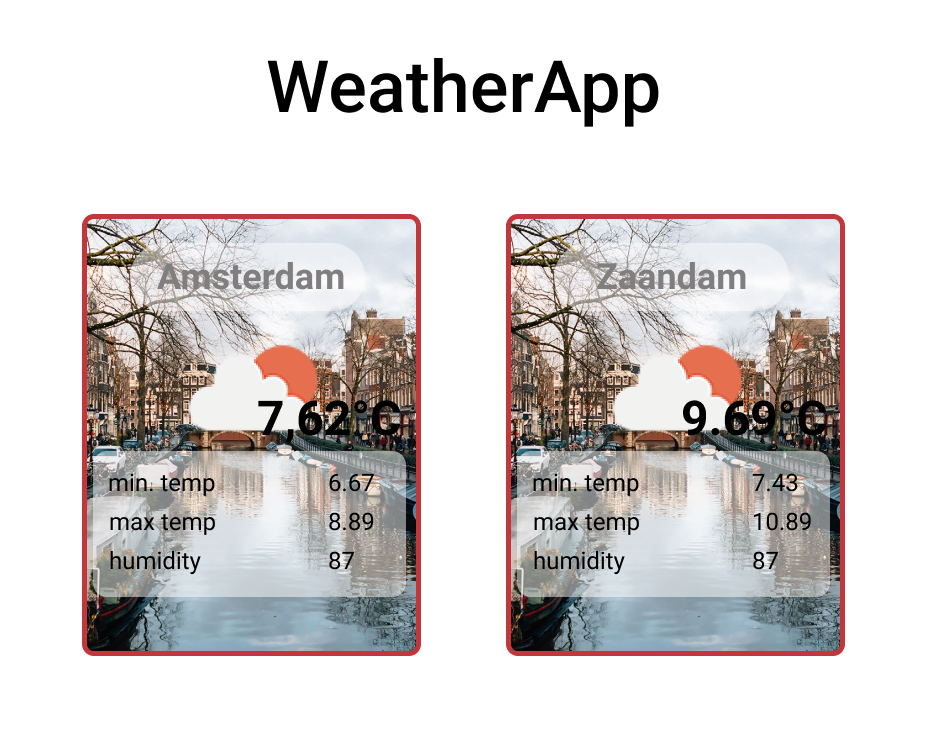 WeatherApp
Amsterdam
7,62°C
min. temp 6.67
max temp 8.89
humidity 87
Zaandam
9.69°C
min. temp 7.43
max temp 10.89
humidity 87